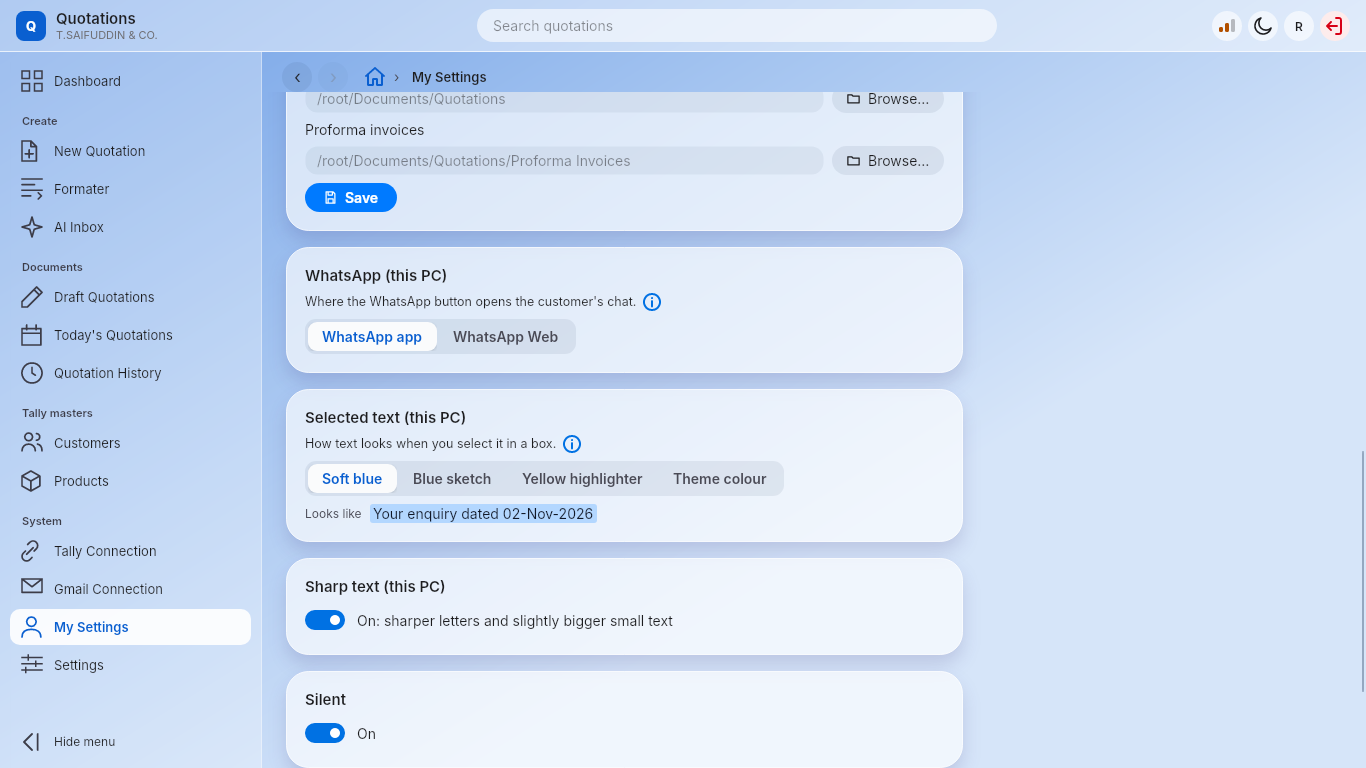 Q
Quotations
T.SAIFUDDIN & CO.
Search quotations
R
Dashboard
Create
New Quotation
Formater
AI Inbox
Documents
Draft Quotations
Today's Quotations
Quotation History
Tally masters
Customers
Products
System
Tally Connection
Gmail Connection
My Settings
Settings
Hide menu
‹ › › My Settings
/root/Documents/Quotations Browse...
Proforma invoices
/root/Documents/Quotations/Proforma Invoices Browse...
Save
WhatsApp (this PC)
Where the WhatsApp button opens the customer's chat.
WhatsApp app WhatsApp Web
Selected text (this PC)
How text looks when you select it in a box.
Soft blue Blue sketch Yellow highlighter Theme colour
Looks like Your enquiry dated 02-Nov-2026
Sharp text (this PC)
On: sharper letters and slightly bigger small text
Silent
On